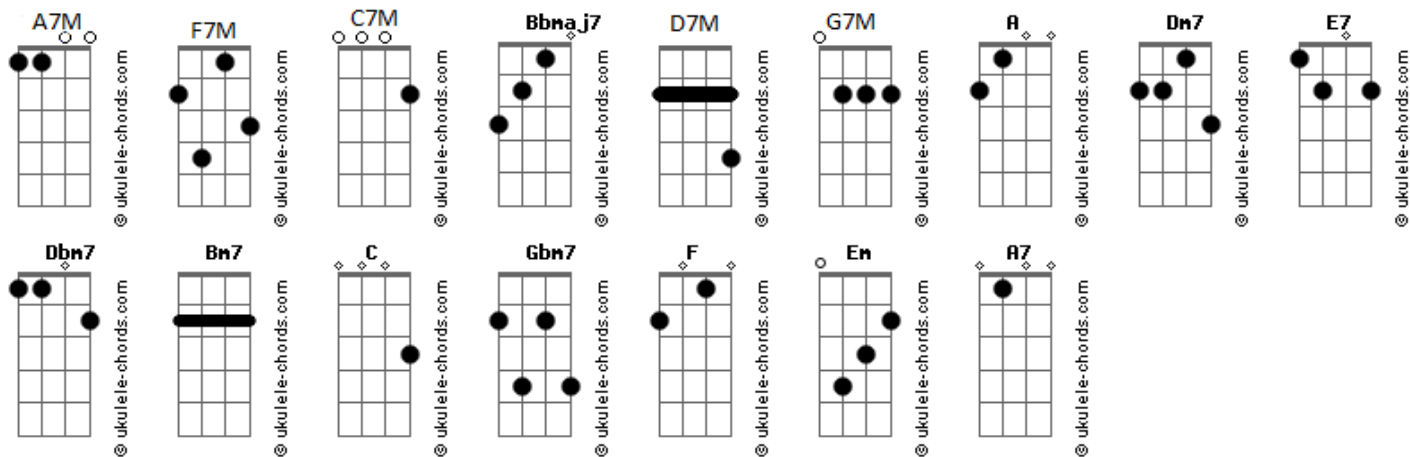 A7M F7M C7M Bbmaj7 D7M G7M A Dm7 E7
© ukulele-chords.com © ukulele-chords.com © ukulele-chords.com © ukulele-chords.com © ukulele-chords.com © ukulele-chords.com © ukulele-chords.com © ukulele-chords.com © ukulele-chords.com
Dbm7 Bm7 C Gbm7 F Em A7
© ukulele-chords.com © ukulele-chords.com © ukulele-chords.com © ukulele-chords.com © ukulele-chords.com © ukulele-chords.com © ukulele-chords.com